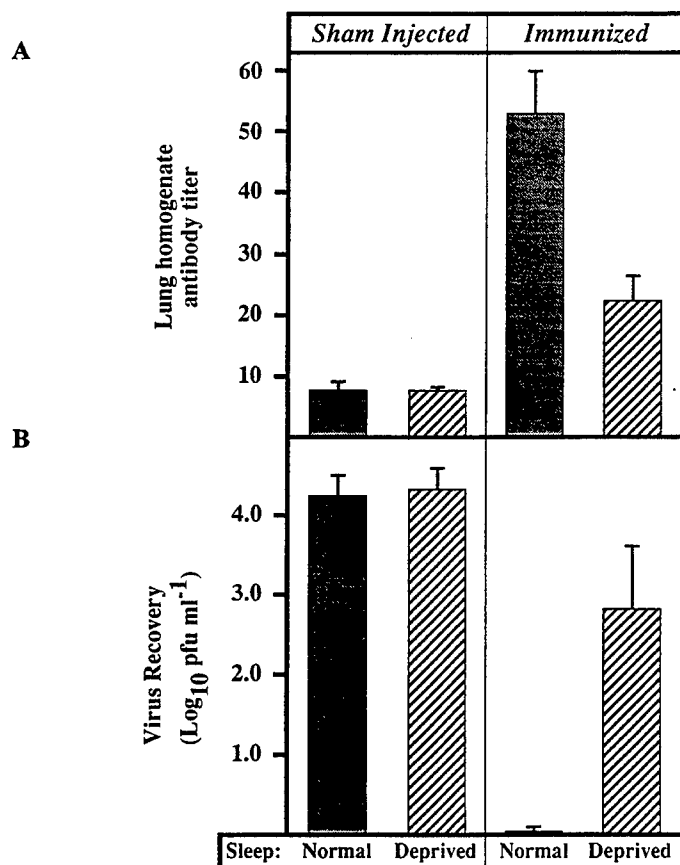 A
Sham Injected Immunized
Lung homogenate
antibody titer
60
50
40
30
20
10
B
Virus Recovery
(Log10 pfu ml-1)
4.0
3.0
2.0
1.0
Sleep: Normal Deprived Normal Deprived